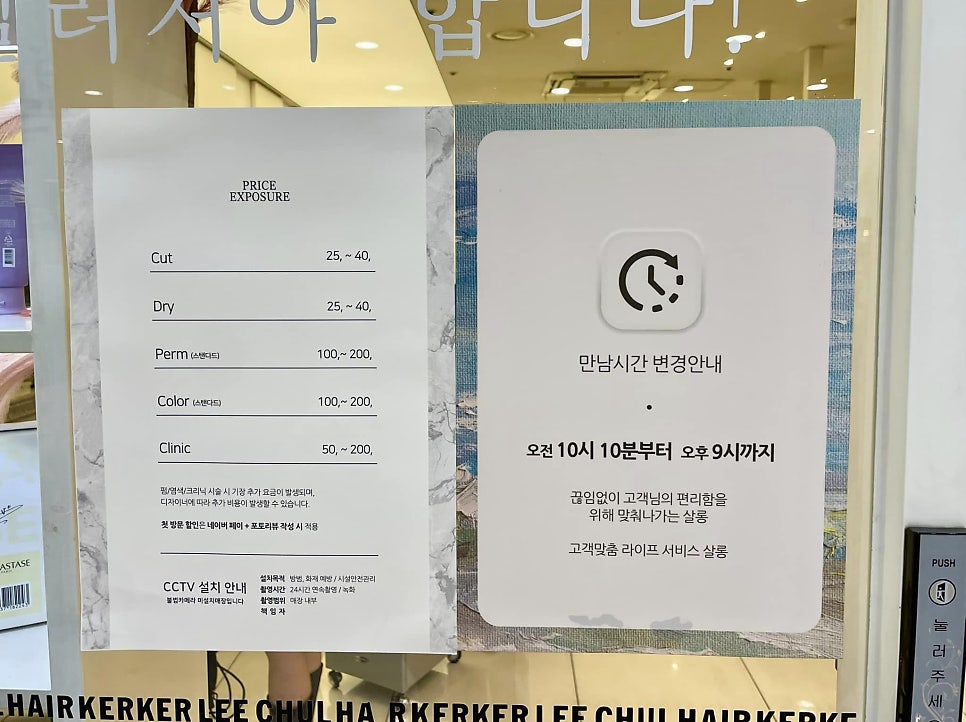 러서야 합니다!
PRICE
EXPOSURE
Cut 25,~ 40,
Dry 25,~ 40,
Perm (스탠다드) 100,~ 200,
Color (스탠다드) 100,~ 200,
Clinic 50, ~ 200,
펌/염색/크리닉 시술 시 기장 추가 요금이 발생되며,
디자이너에 따라 추가 비용이 발생할 수 있습니다.
첫 방문 할인은 네이버 페이 + 포토리뷰 작성 시 적용
CCTV 설치 안내
불법카메라 미설치매장입니다
설치목적 방범, 화재 예방 / 시설안전관리
촬영시간 24시간 연속촬영 / 녹화
촬영범위 매장 내부
책 임 자
만남시간 변경안내
오전 10시 10분부터 오후 9시까지
끊임없이 고객님의 편리함을
위해 맞춰나가는 살롱
고객맞춤 라이프 서비스 살롱
PUSH
눌
러
주
세
ASTASE
HAIRKERKER LEE CHUL HA RKERKER LEE CHUL HAIRKERKE